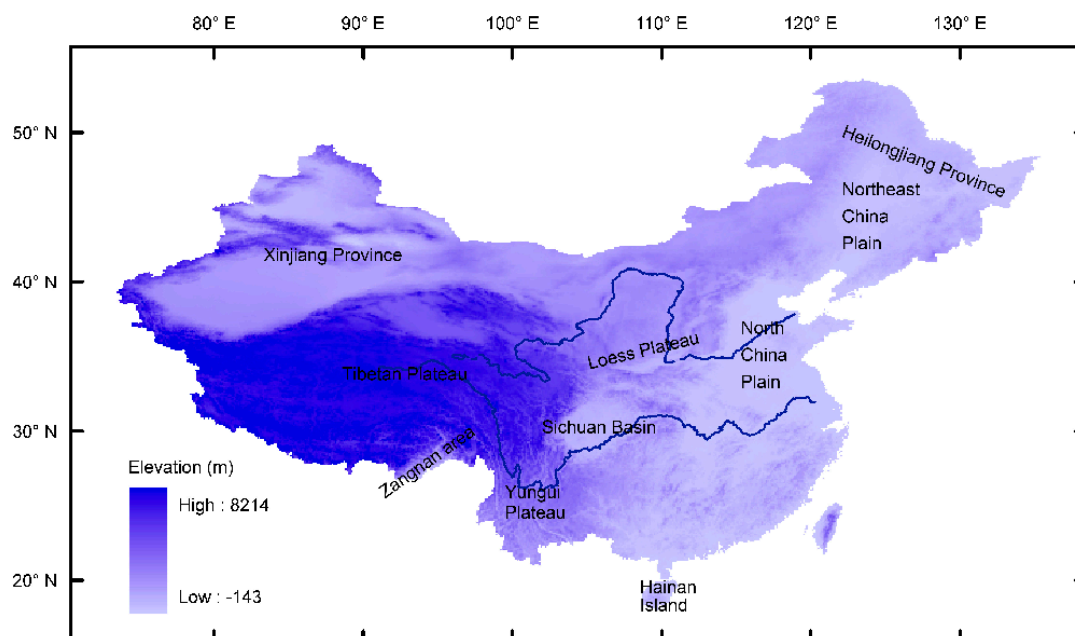 80° E
90° E
100° E
110° E
120° E
130° E
50° N
Heilongjiang Province
Northeast
China
Plain
Xinjiang Province
40° N
North
China
Plain
Loess Plateau
Tibetan Plateau
30° N
Sichuan Basin
Zangnan area
Yungui
Plateau
Elevation (m)
High : 8214
Low : -143
20° N
Hainan
Island